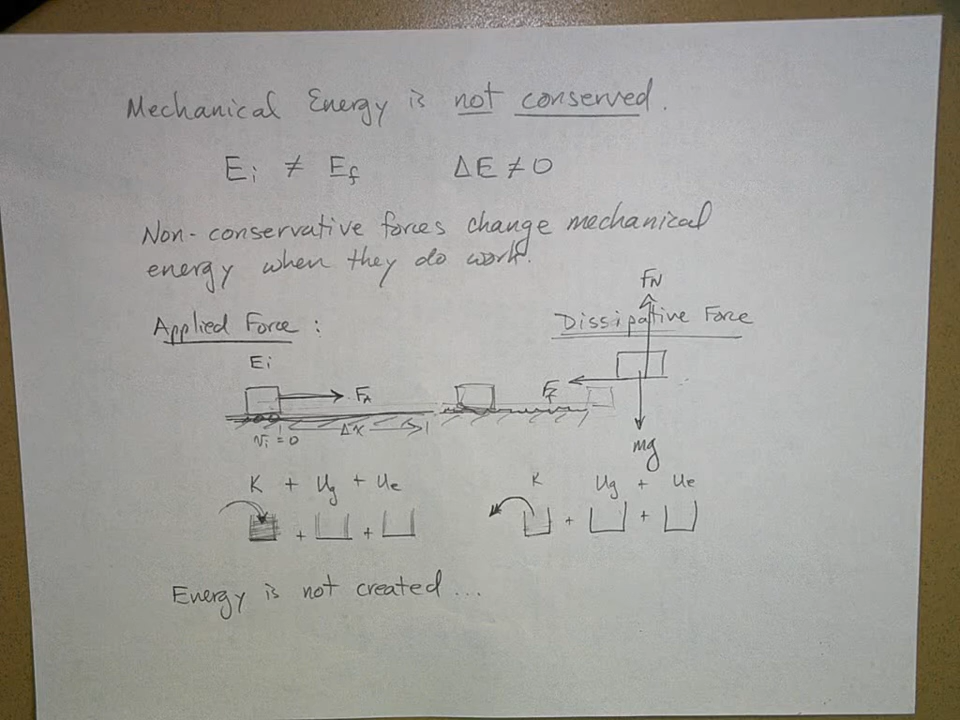 Mechanical Energy is not conserved.
Ei ≠ Ef ΔE ≠ 0
Non-conservative forces change mechanical
energy when they do work.
FN
Applied Force : Dissipative Force
Ei
FA Ff
vi = 0 Δx
mg
K + Ug + Ue K Ug + Ue
+ + + +
Energy is not created ...